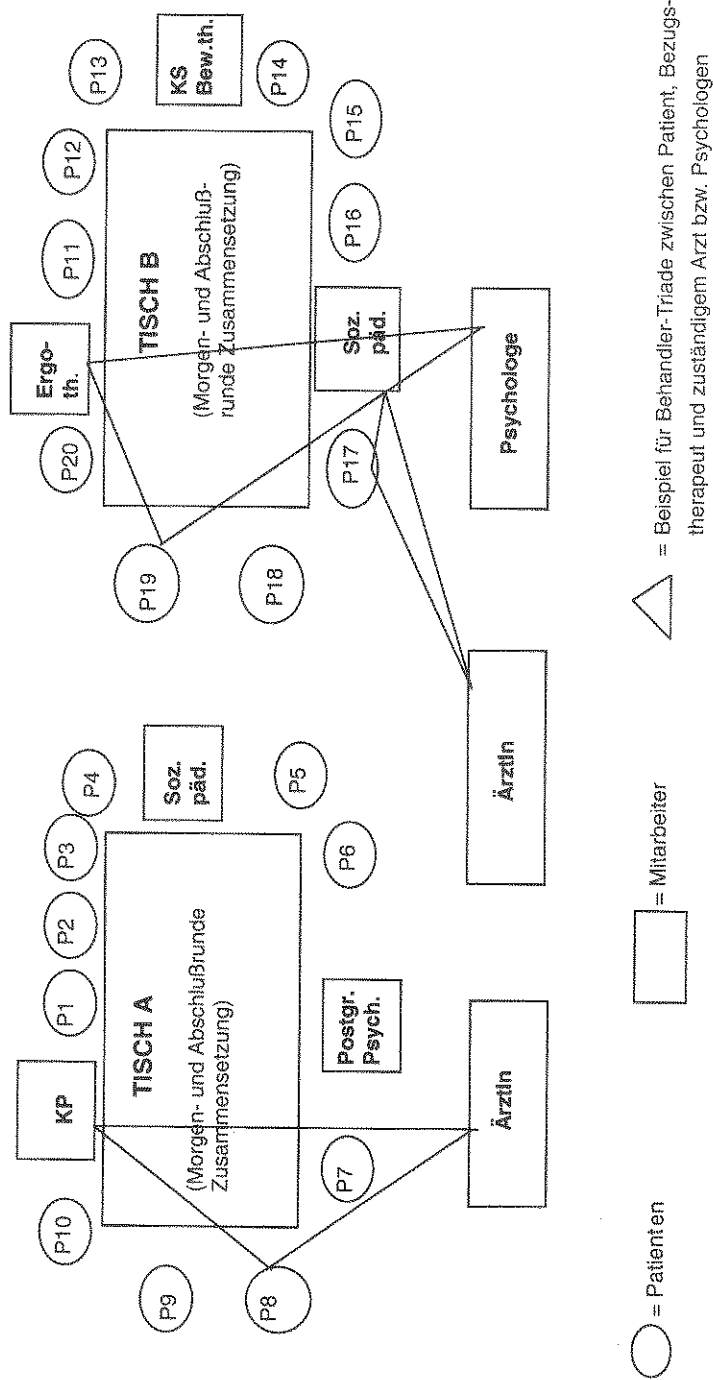 KP
P10
P1
P2
P3
P4
P9
TISCH A
(Morgen- und Abschlußrunde
Zusammensetzung)
Soz.
päd.
P8
P7
Postgr.
Psych.
P6
P5
ÄrztIn
Ergo-
th.
P20
P11
P12
P13
P19
TISCH B
(Morgen- und Abschluß-
runde Zusammensetzung)
KS
Bew.th.
P18
P17
Soz.
päd.
P16
P15
P14
ÄrztIn
Psychologe
= Patienten
= Mitarbeiter
= Beispiel für Behandler-Triade zwischen Patient, Bezugs-
therapeut und zuständigem Arzt bzw. Psychologen